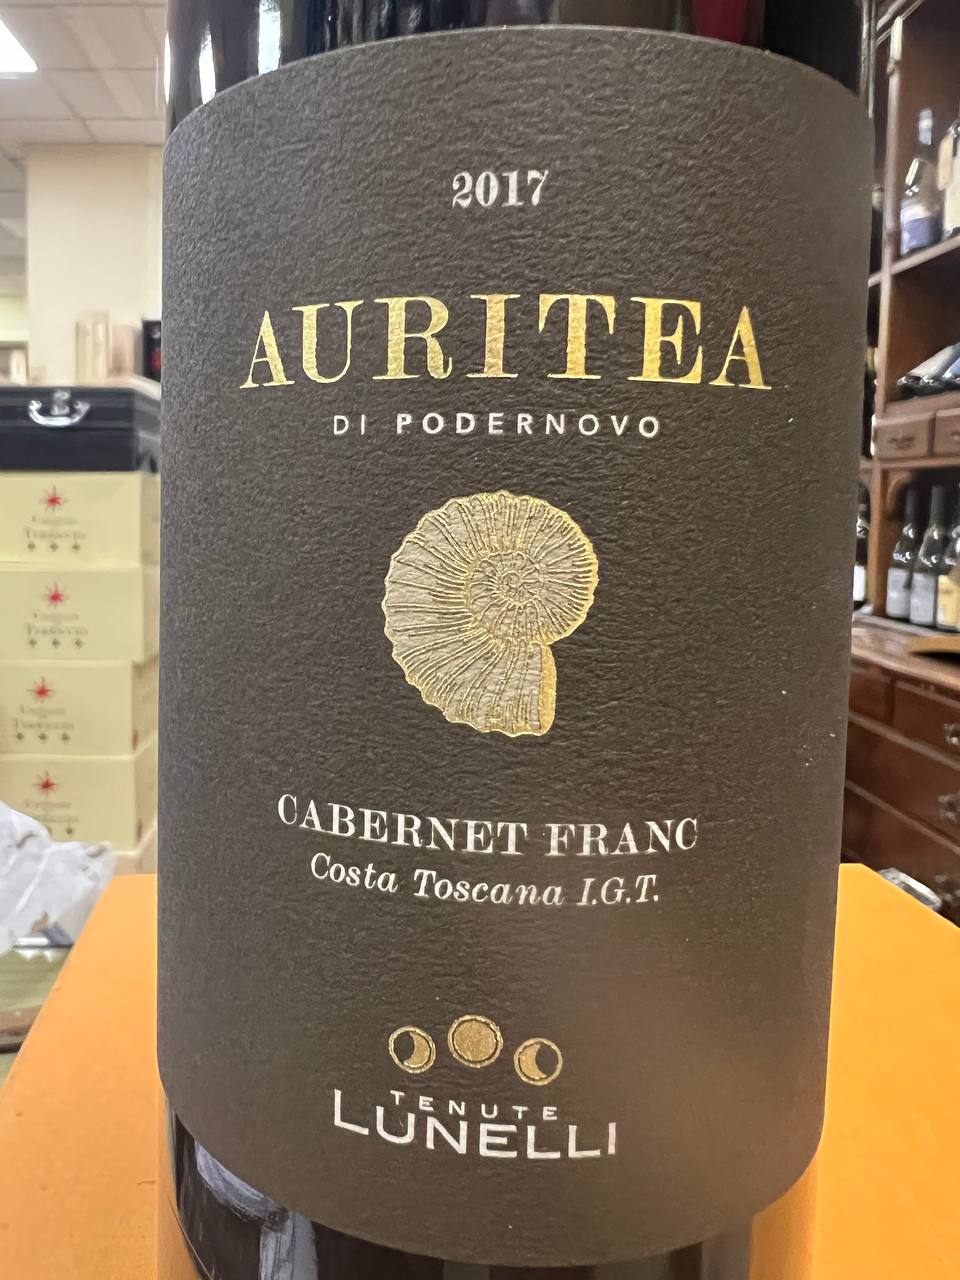 2017
AURITEA
DI PODERNOVO
CABERNET FRANC
Costa Toscana I.G.T.
TENUTE
LUNELLI